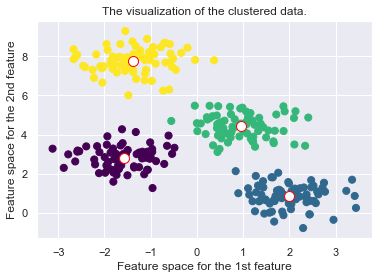 The visualization of the clustered data.
Feature space for the 2nd feature
8
6
4
2
0
−3 −2 −1 0 1 2 3
Feature space for the 1st feature